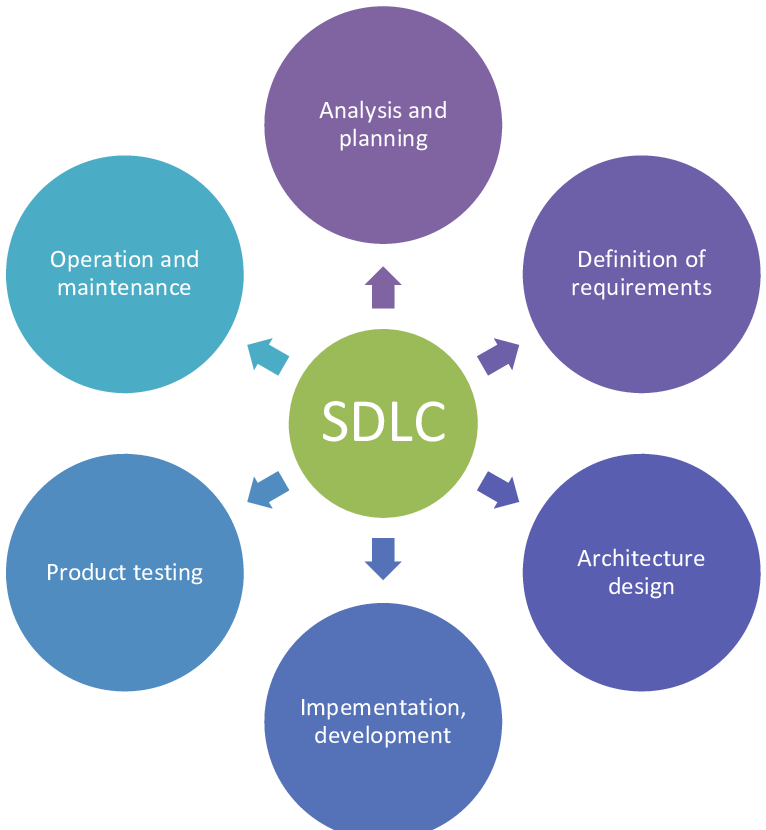 Analysis and
planning
Definition of
requirements
Architecture
design
Impementation,
development
Product testing
Operation and
maintenance
SDLC